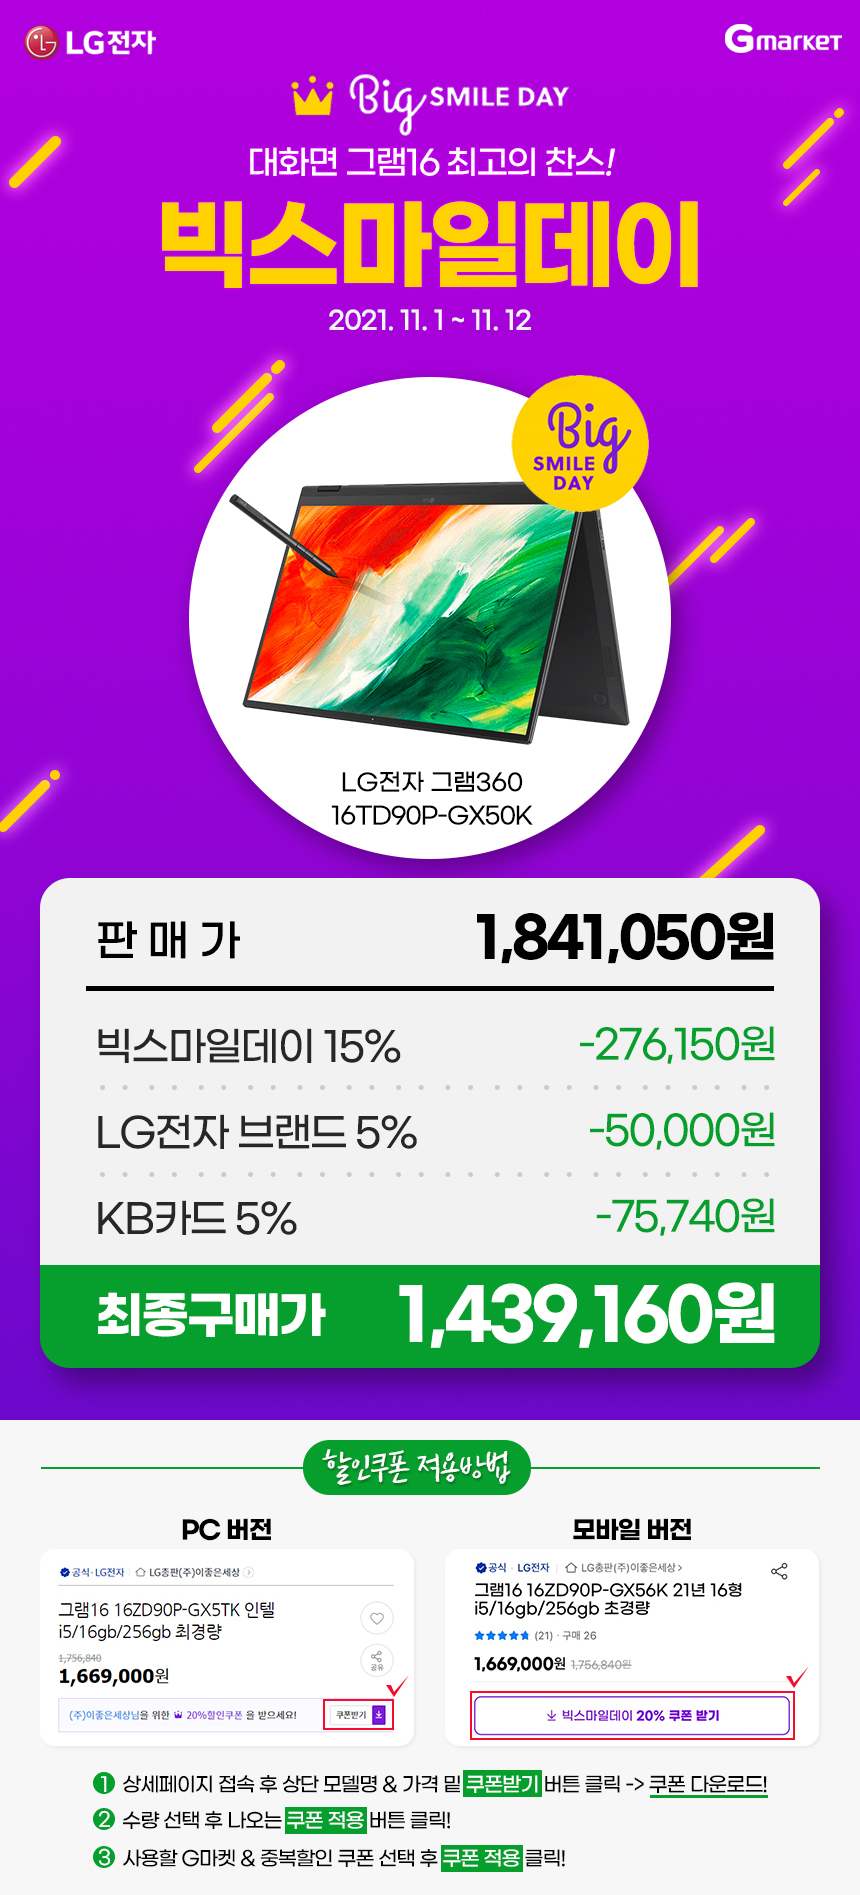 LG전자
Gmarket
Big SMILE DAY
대화면 그램16 최고의 찬스!
빅스마일데이
2021. 11. 1 ~ 11. 12
Big
SMILE
DAY
LG전자 그램360
16TD90P-GX50K
판매가 1,841,050원
빅스마일데이 15% -276,150원
LG전자 브랜드 5% -50,000원
KB카드 5% -75,740원
최종구매가 1,439,160원
할인쿠폰 적용방법
PC 버전
공식 · LG전자 LG총판(주)이좋은세상
그램16 16ZD90P-GX5TK 인텔
i5/16gb/256gb 최경량
1,756,840
1,669,000원
공유
(주)이좋은세상님을 위한 20%할인쿠폰 을 받으세요! 쿠폰받기
모바일 버전
공식 · LG전자 LG총판(주)이좋은세상
그램16 16ZD90P-GX56K 21년 16형
i5/16gb/256gb 초경량
(21) · 구매 26
1,669,000원 1,756,840원
빅스마일데이 20% 쿠폰 받기
1 상세페이지 접속 후 상단 모델명 & 가격 밑 쿠폰받기 버튼 클릭 -> 쿠폰 다운로드!
2 수량 선택 후 나오는 쿠폰 적용 버튼 클릭!
3 사용할 G마켓 & 중복할인 쿠폰 선택 후 쿠폰 적용 클릭!